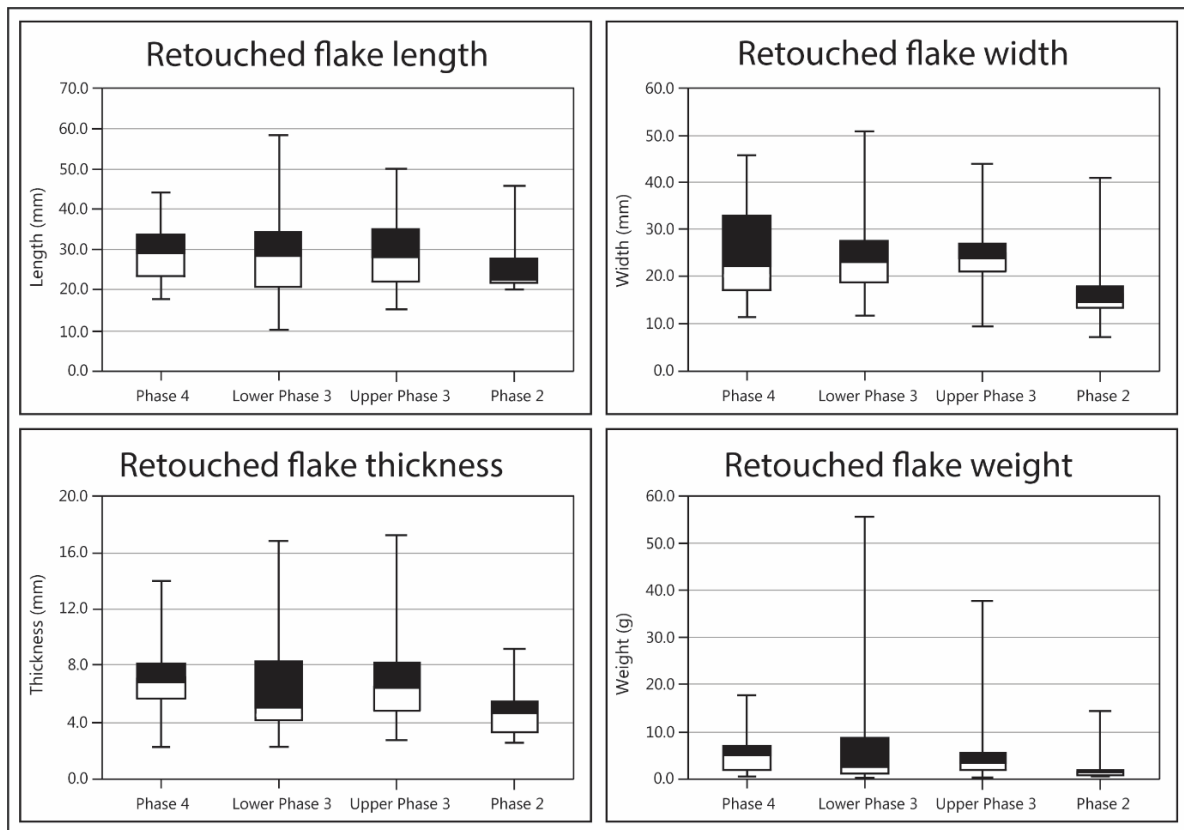 Retouched flake length
70.0
60.0
50.0
40.0
30.0
20.0
10.0
0.0
Length (mm)
Phase 4 Lower Phase 3 Upper Phase 3 Phase 2
Retouched flake width
60.0
50.0
40.0
30.0
20.0
10.0
0.0
Width (mm)
Phase 4 Lower Phase 3 Upper Phase 3 Phase 2
Retouched flake thickness
20.0
16.0
12.0
8.0
4.0
0.0
Thickness (mm)
Phase 4 Lower Phase 3 Upper Phase 3 Phase 2
Retouched flake weight
60.0
50.0
40.0
30.0
20.0
10.0
0.0
Weight (g)
Phase 4 Lower Phase 3 Upper Phase 3 Phase 2